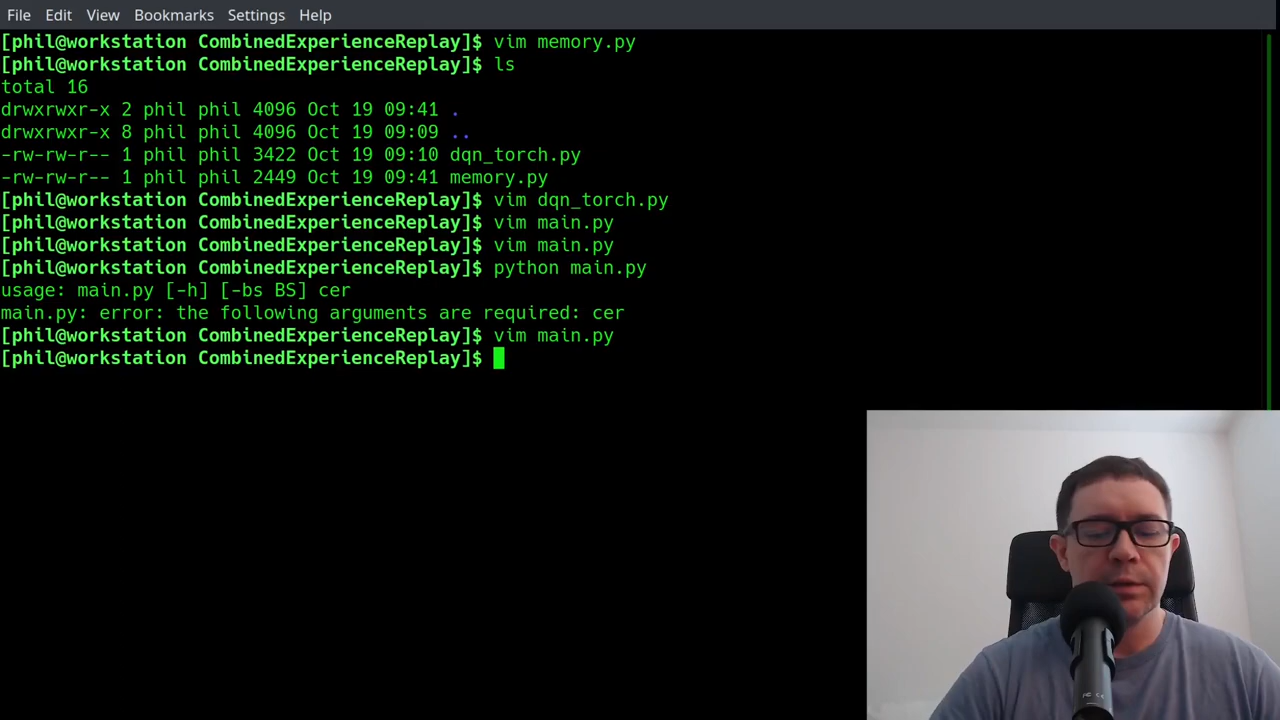 File Edit View Bookmarks Settings Help
[phil@workstation CombinedExperienceReplay]$ vim memory.py
[phil@workstation CombinedExperienceReplay]$ ls
total 16
drwxrwxr-x 2 phil phil 4096 Oct 19 09:41 .
drwxrwxr-x 8 phil phil 4096 Oct 19 09:09 ..
-rw-rw-r-- 1 phil phil 3422 Oct 19 09:10 dqn_torch.py
-rw-rw-r-- 1 phil phil 2449 Oct 19 09:41 memory.py
[phil@workstation CombinedExperienceReplay]$ vim dqn_torch.py
[phil@workstation CombinedExperienceReplay]$ vim main.py
[phil@workstation CombinedExperienceReplay]$ vim main.py
[phil@workstation CombinedExperienceReplay]$ python main.py
usage: main.py [-h] [-bs BS] cer
main.py: error: the following arguments are required: cer
[phil@workstation CombinedExperienceReplay]$ vim main.py
[phil@workstation CombinedExperienceReplay]$